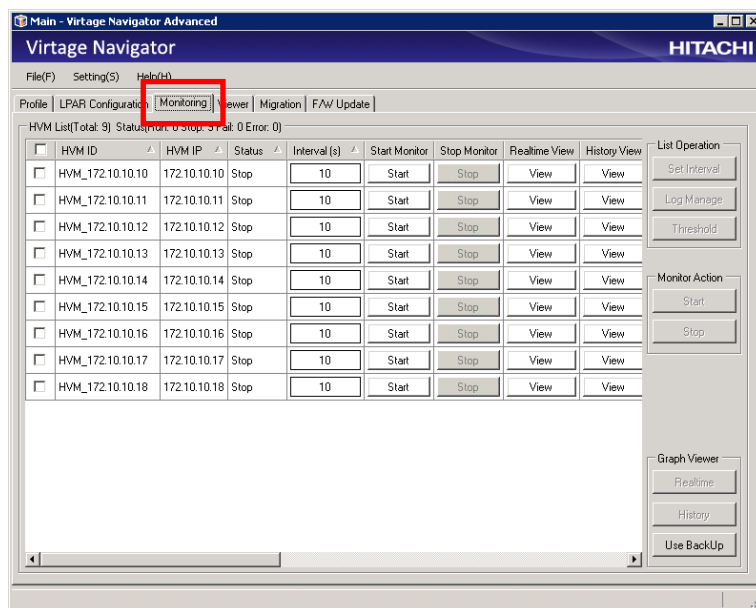 Main - Virtage Navigator Advanced
Virtage Navigator HITACHI
File(F) Setting(S) Help(H)
Profile LPAR Configuration Monitoring Viewer Migration F/W Update
HVM List(Total: 9) Stop: 9 Fail: 0 Error: 0)
HVM ID HVM IP Status Interval (s) Start Monitor Stop Monitor Realtime View History View
HVM_172.10.10.10 172.10.10.10 Stop 10 Start Stop View View
HVM_172.10.10.11 172.10.10.11 Stop 10 Start Stop View View
HVM_172.10.10.12 172.10.10.12 Stop 10 Start Stop View View
HVM_172.10.10.13 172.10.10.13 Stop 10 Start Stop View View
HVM_172.10.10.14 172.10.10.14 Stop 10 Start Stop View View
HVM_172.10.10.15 172.10.10.15 Stop 10 Start Stop View View
HVM_172.10.10.16 172.10.10.16 Stop 10 Start Stop View View
HVM_172.10.10.17 172.10.10.17 Stop 10 Start Stop View View
HVM_172.10.10.18 172.10.10.18 Stop 10 Start Stop View View
List Operation
Set Interval
Log Manage
Threshold
Monitor Action
Start
Stop
Graph Viewer
Realtime
History
Use BackUp